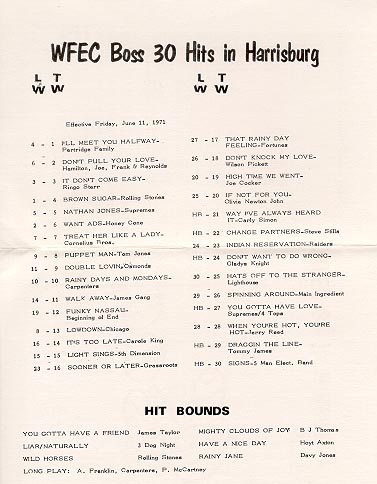 WFEC Boss 30 Hits in Harrisburg
L T
W W
L T
W W
Effective Friday, June 11, 1971
4 - 1 I'LL MEET YOU HALFWAY-
Partridge Family
6 - 2 DON'T PULL YOUR LOVE-
Hamilton, Joe, Frank & Reynolds
3 - 3 IT DON'T COME EASY-
Ringo Starr
1 - 4 BROWN SUGAR-Rolling Stones
5 - 5 NATHAN JONES-Supremes
2 - 6 WANT ADS-Honey Cone
7 - 7 TREAT HER LIKE A LADY-
Cornelius Bros.
9 - 8 PUPPET MAN-Tom Jones
11 - 9 DOUBLE LOVIN-Osmonds
10 - 10 RAINY DAYS AND MONDAYS-
Carpenters
14 - 11 WALK AWAY-James Gang
19 - 12 FUNKY NASSAU-
Beginning of End
8 - 13 LOWDOWN-Chicago
16 - 14 IT'S TOO LATE-Carole King
15 - 15 LIGHT SINGS-5th Dimension
23 - 16 SOONER OR LATER-Grassroots
27 - 17 THAT RAINY DAY
FEELING-Fortunes
26 - 18 DON'T KNOCK MY LOVE-
Wilson Pickett
20 - 19 HIGH TIME WE WENT-
Joe Cocker
25 - 20 IF NOT FOR YOU-
Olivia Newton John
HB - 21 WAY I'VE ALWAYS HEARD
IT-Carly Simon
HB - 22 CHANGE PARTNERS-Steve Stills
24 - 23 INDIAN RESERVATION-Raiders
HB - 24 DON'T WANT TO DO WRONG-
Gladys Knight
30 - 25 HATS OFF TO THE STRANGER-
Lighthouse
29 - 26 SPINNING AROUND-Main Ingredient
HB - 27 YOU GOTTA HAVE LOVE-
Supremes/4 Tops
28 - 28 WHEN YOU'RE HOT, YOU'RE
HOT-Jerry Reed
HB - 29 DRAGGIN THE LINE-
Tommy James
HB - 30 SIGNS-5 Man Elect. Band
HIT BOUNDS
YOU GOTTA HAVE A FRIEND James Taylor
LIAR/NATURALLY 3 Dog Night
WILD HORSES Rolling Stones
MIGHTY CLOUDS OF JOY B J Thomas
HAVE A NICE DAY Hoyt Axton
RAINY JANE Davy Jones
LONG PLAY: A. Franklin, Carpenters, P. McCartney